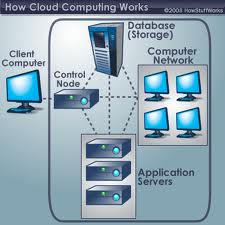 How Cloud Computing Works
©2008 HowStuffWorks
Database
(Storage)
Client
Computer
Control
Node
Computer
Network
Application
Servers